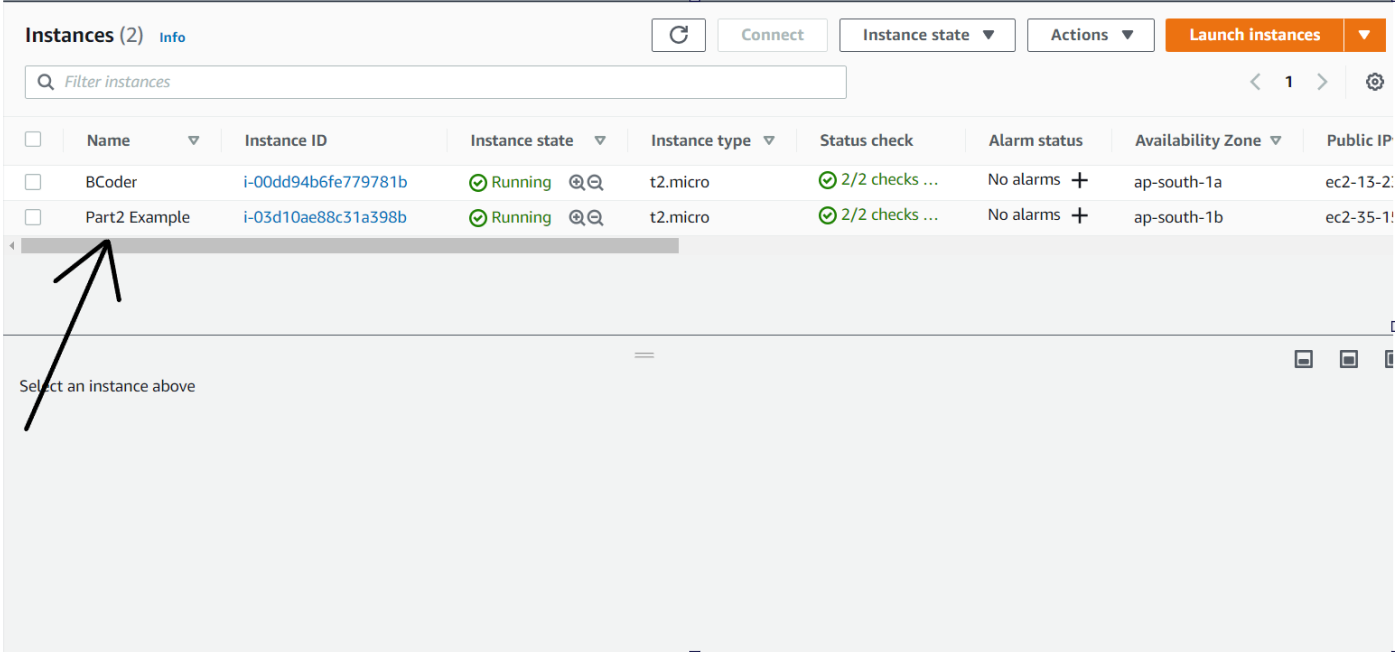 Instances (2) Info Connect Instance state Actions Launch instances
Filter instances 1
Name Instance ID Instance state Instance type Status check Alarm status Availability Zone Public IP
BCoder i-00dd94b6fe779781b Running t2.micro 2/2 checks ... No alarms + ap-south-1a ec2-13-2
Part2 Example i-03d10ae88c31a398b Running t2.micro 2/2 checks ... No alarms + ap-south-1b ec2-35-1
Select an instance above